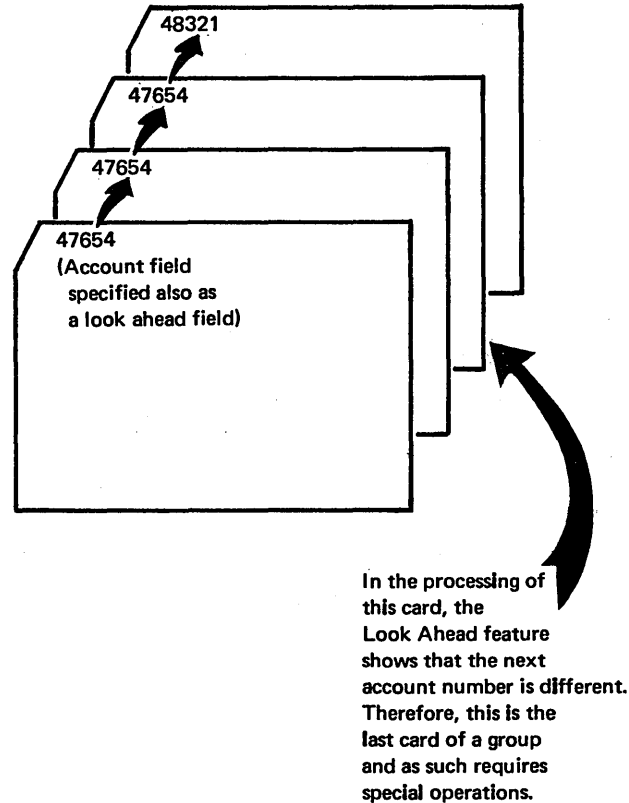 48321
47654
47654
47654
(Account field
specified also as
a look ahead field)
In the processing of
this card, the
Look Ahead feature
shows that the next
account number is different.
Therefore, this is the
last card of a group
and as such requires
special operations.